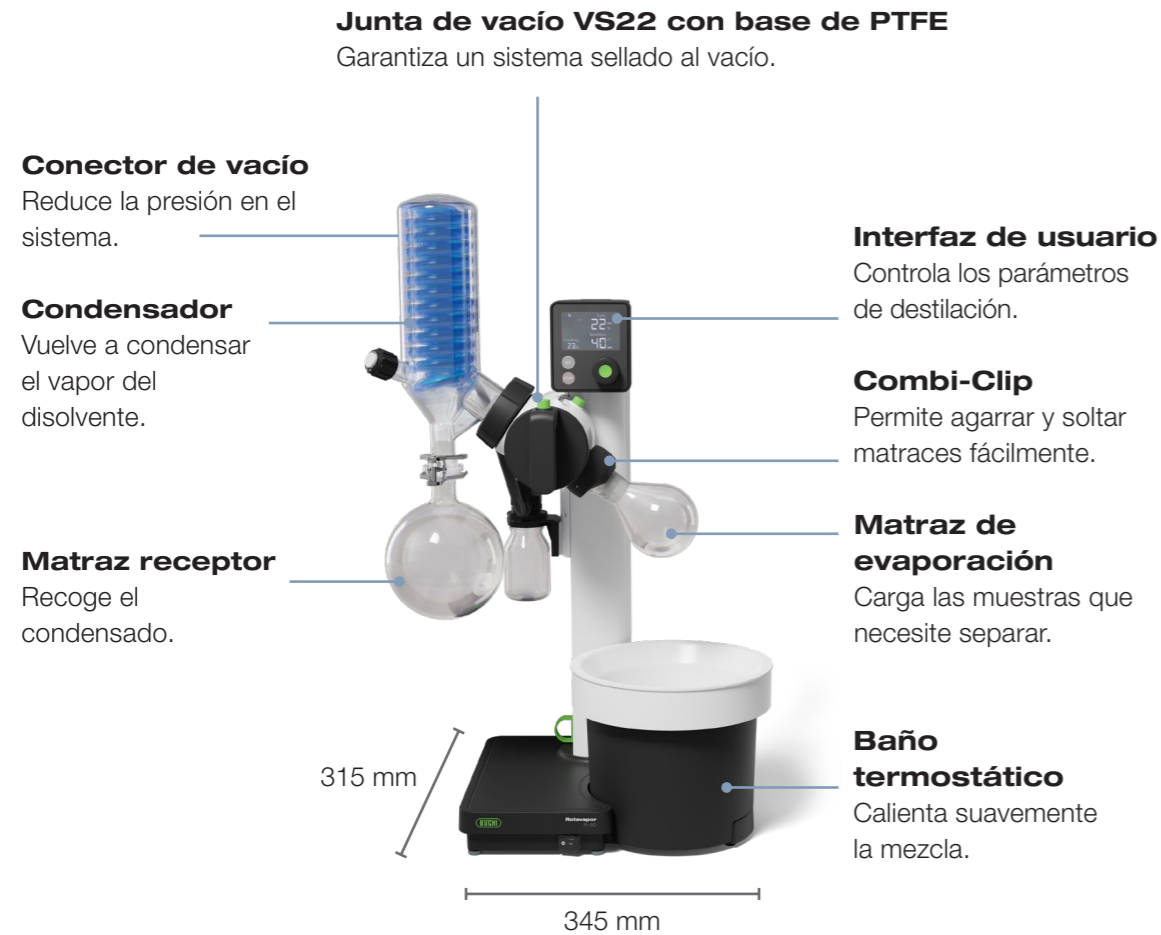 Junta de vacío VS22 con base de PTFE
Garantiza un sistema sellado al vacío.
Conector de vacío
Reduce la presión en el
sistema.
Condensador
Vuelve a condensar
el vapor del
disolvente.
Matraz receptor
Recoge el
condensado.
Interfaz de usuario
Controla los parámetros
de destilación.
Combi-Clip
Permite agarrar y soltar
matraces fácilmente.
Matraz de
evaporación
Carga las muestras que
necesite separar.
Baño
termostático
Calienta suavemente
la mezcla.
22
23
40
315 mm
BUCHI
Rotavapor
345 mm